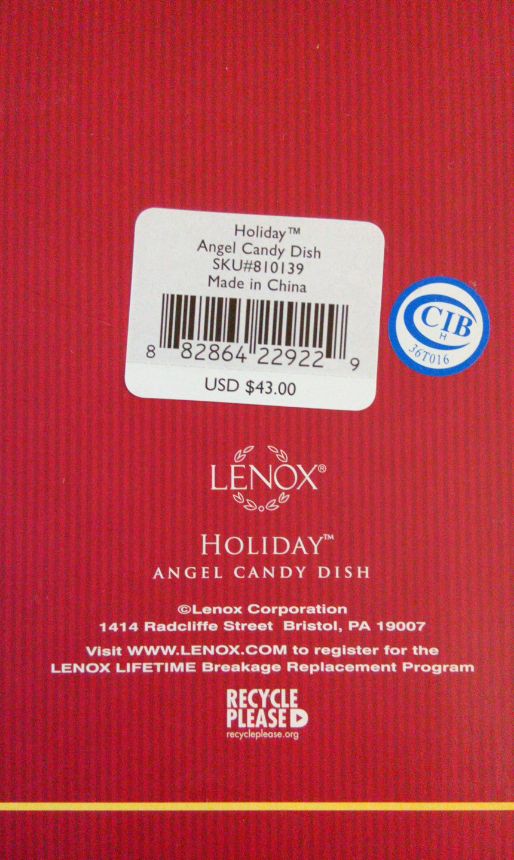 Holiday™
Angel Candy Dish
SKU#810139
Made in China
8 82864 22922 9
USD $43.00
CIB
H
36T016
LENOX®
HOLIDAY™
ANGEL CANDY DISH
©Lenox Corporation
1414 Radcliffe Street Bristol, PA 19007
Visit WWW.LENOX.COM to register for the
LENOX LIFETIME Breakage Replacement Program
RECYCLE
PLEASE
recycleplease.org